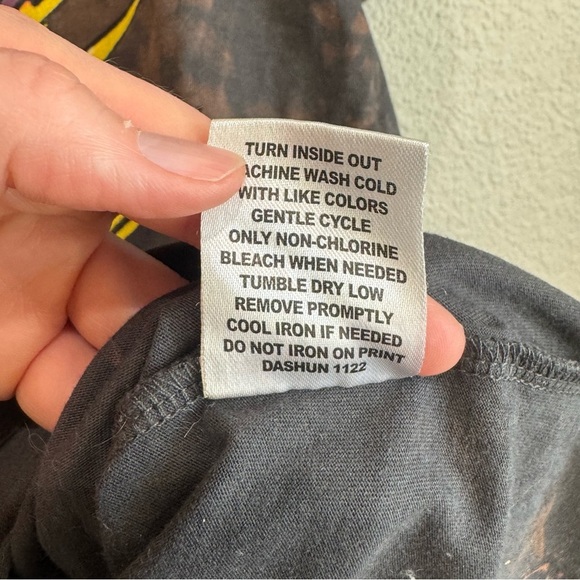 TURN INSIDE OUT
ACHINE WASH COLD
WITH LIKE COLORS
GENTLE CYCLE
ONLY NON-CHLORINE
BLEACH WHEN NEEDED
TUMBLE DRY LOW
REMOVE PROMPTLY
COOL IRON IF NEEDED
DO NOT IRON ON PRINT
DASHUN 1122